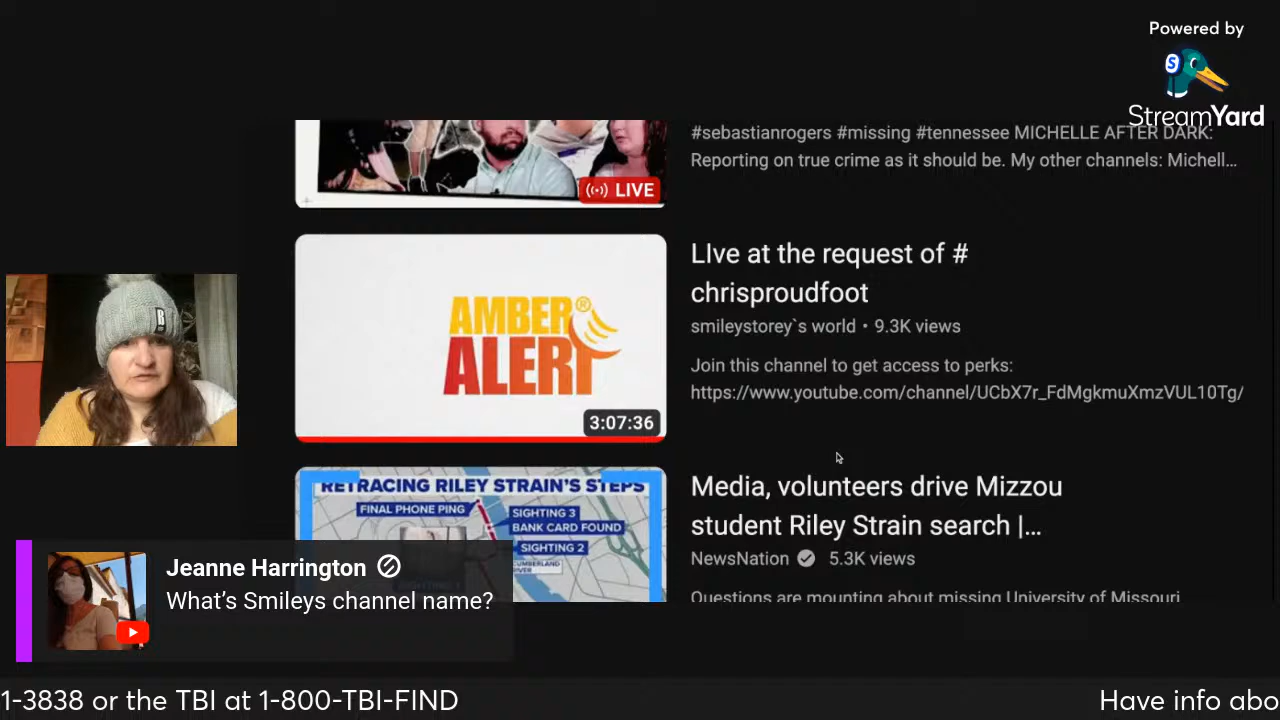 Powered by
StreamYard
#sebastianrogers #missing #tennessee MICHELLE AFTER DARK:
Reporting on true crime as it should be. My other channels: Michell...
LIVE
LIve at the request of #
chrisproudfoot
smileystorey`s world • 9.3K views
AMBER®
ALERT
Join this channel to get access to perks:
https://www.youtube.com/channel/UCbX7r_FdMgkmuXmzVUL10Tg/
3:07:36
RETRACING RILEY STRAIN'S STEPS
FINAL PHONE PING
SIGHTING 3
BANK CARD FOUND
SIGHTING 2
CUMBERLAND
RIVER
Media, volunteers drive Mizzou
student Riley Strain search |...
NewsNation 5.3K views
Questions are mounting about missing University of Missouri
Jeanne Harrington
What's Smileys channel name?
1-3838 or the TBI at 1-800-TBI-FIND
Have info abo